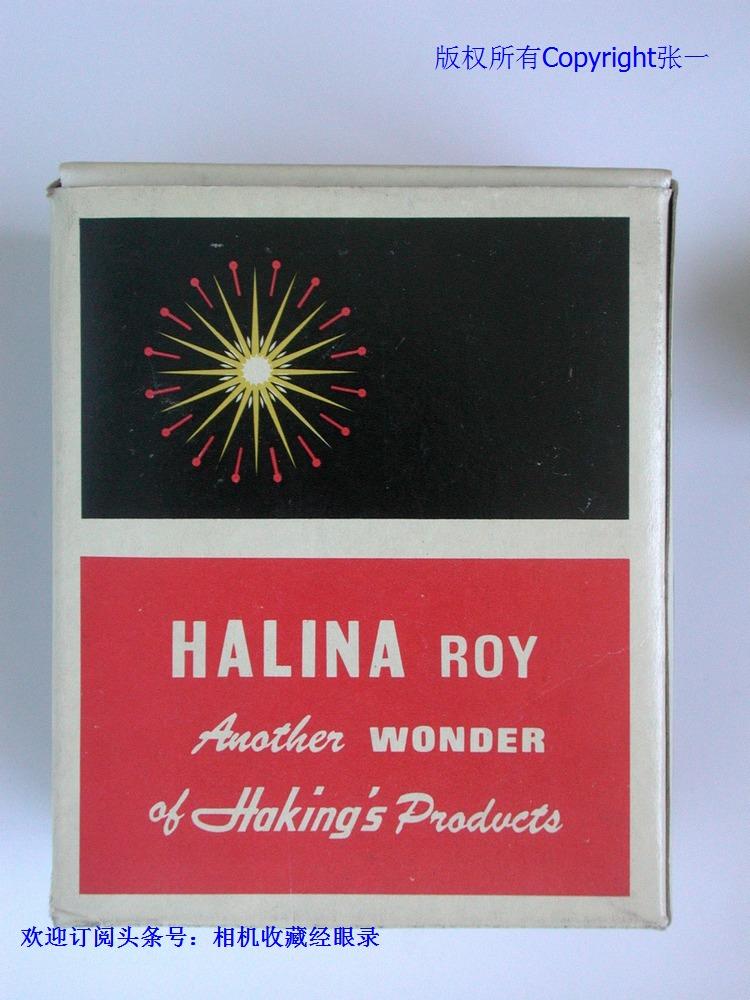 版权所有Copyright张一
HALINA ROY
Another WONDER
of Haking's Products
欢迎订阅头条号：相机收藏经眼录